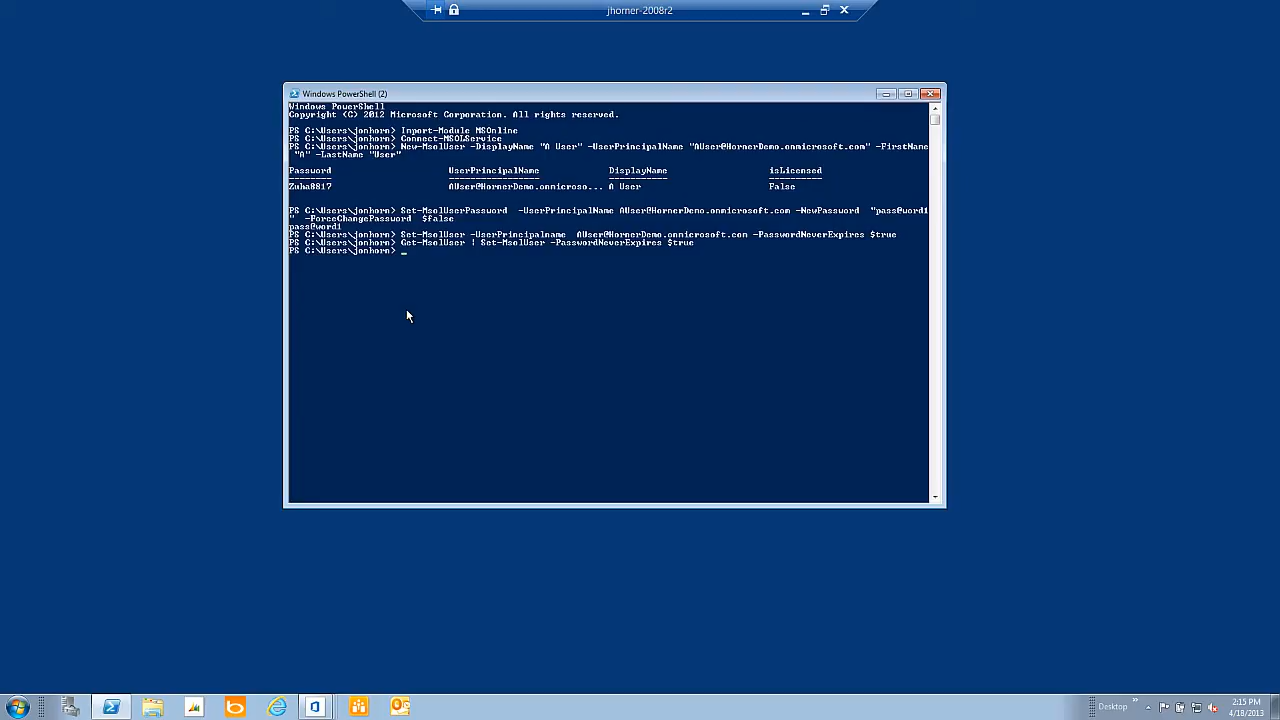 jhorner-2008r2
Windows PowerShell (2)
Windows PowerShell
Copyright (C) 2012 Microsoft Corporation. All rights reserved.
PS C:\Users\jonhorn> Import-Module MSOnline
PS C:\Users\jonhorn> Connect-MSOLService
PS C:\Users\jonhorn> New-MsolUser -DisplayName "A User" -UserPrincipalName "AUser@HornerDemo.onmicrosoft.com" -FirstName
"A" -LastName "User"
Password UserPrincipalName DisplayName isLicensed
-------- ----------------- ----------- ----------
Zuha8817 AUser@HornerDemo.onmicroso... A User False
PS C:\Users\jonhorn> Set-MsolUserPassword -UserPrincipalName AUser@HornerDemo.onmicrosoft.com -NewPassword "pass@word1
" -ForceChangePassword $false
pass@word1
PS C:\Users\jonhorn> Set-MsolUser -UserPrincipalname AUser@HornerDemo.onmicrosoft.com -PasswordNeverExpires $true
PS C:\Users\jonhorn> Get-MsolUser | Set-MsolUser -PasswordNeverExpires $true
PS C:\Users\jonhorn> _
Desktop
2:15 PM
4/18/2013